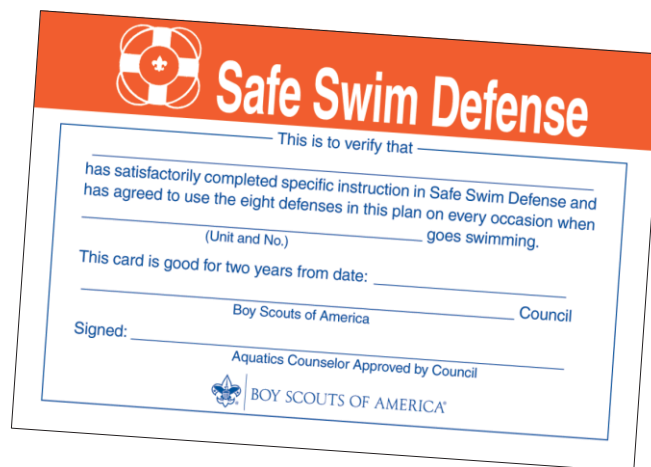 Safe Swim Defense
This is to verify that
has satisfactorily completed specific instruction in Safe Swim Defense and
has agreed to use the eight defenses in this plan on every occasion when
goes swimming.
(Unit and No.)
This card is good for two years from date:
Council
Boy Scouts of America
Signed:
Aquatics Counselor Approved by Council
BOY SCOUTS OF AMERICA®